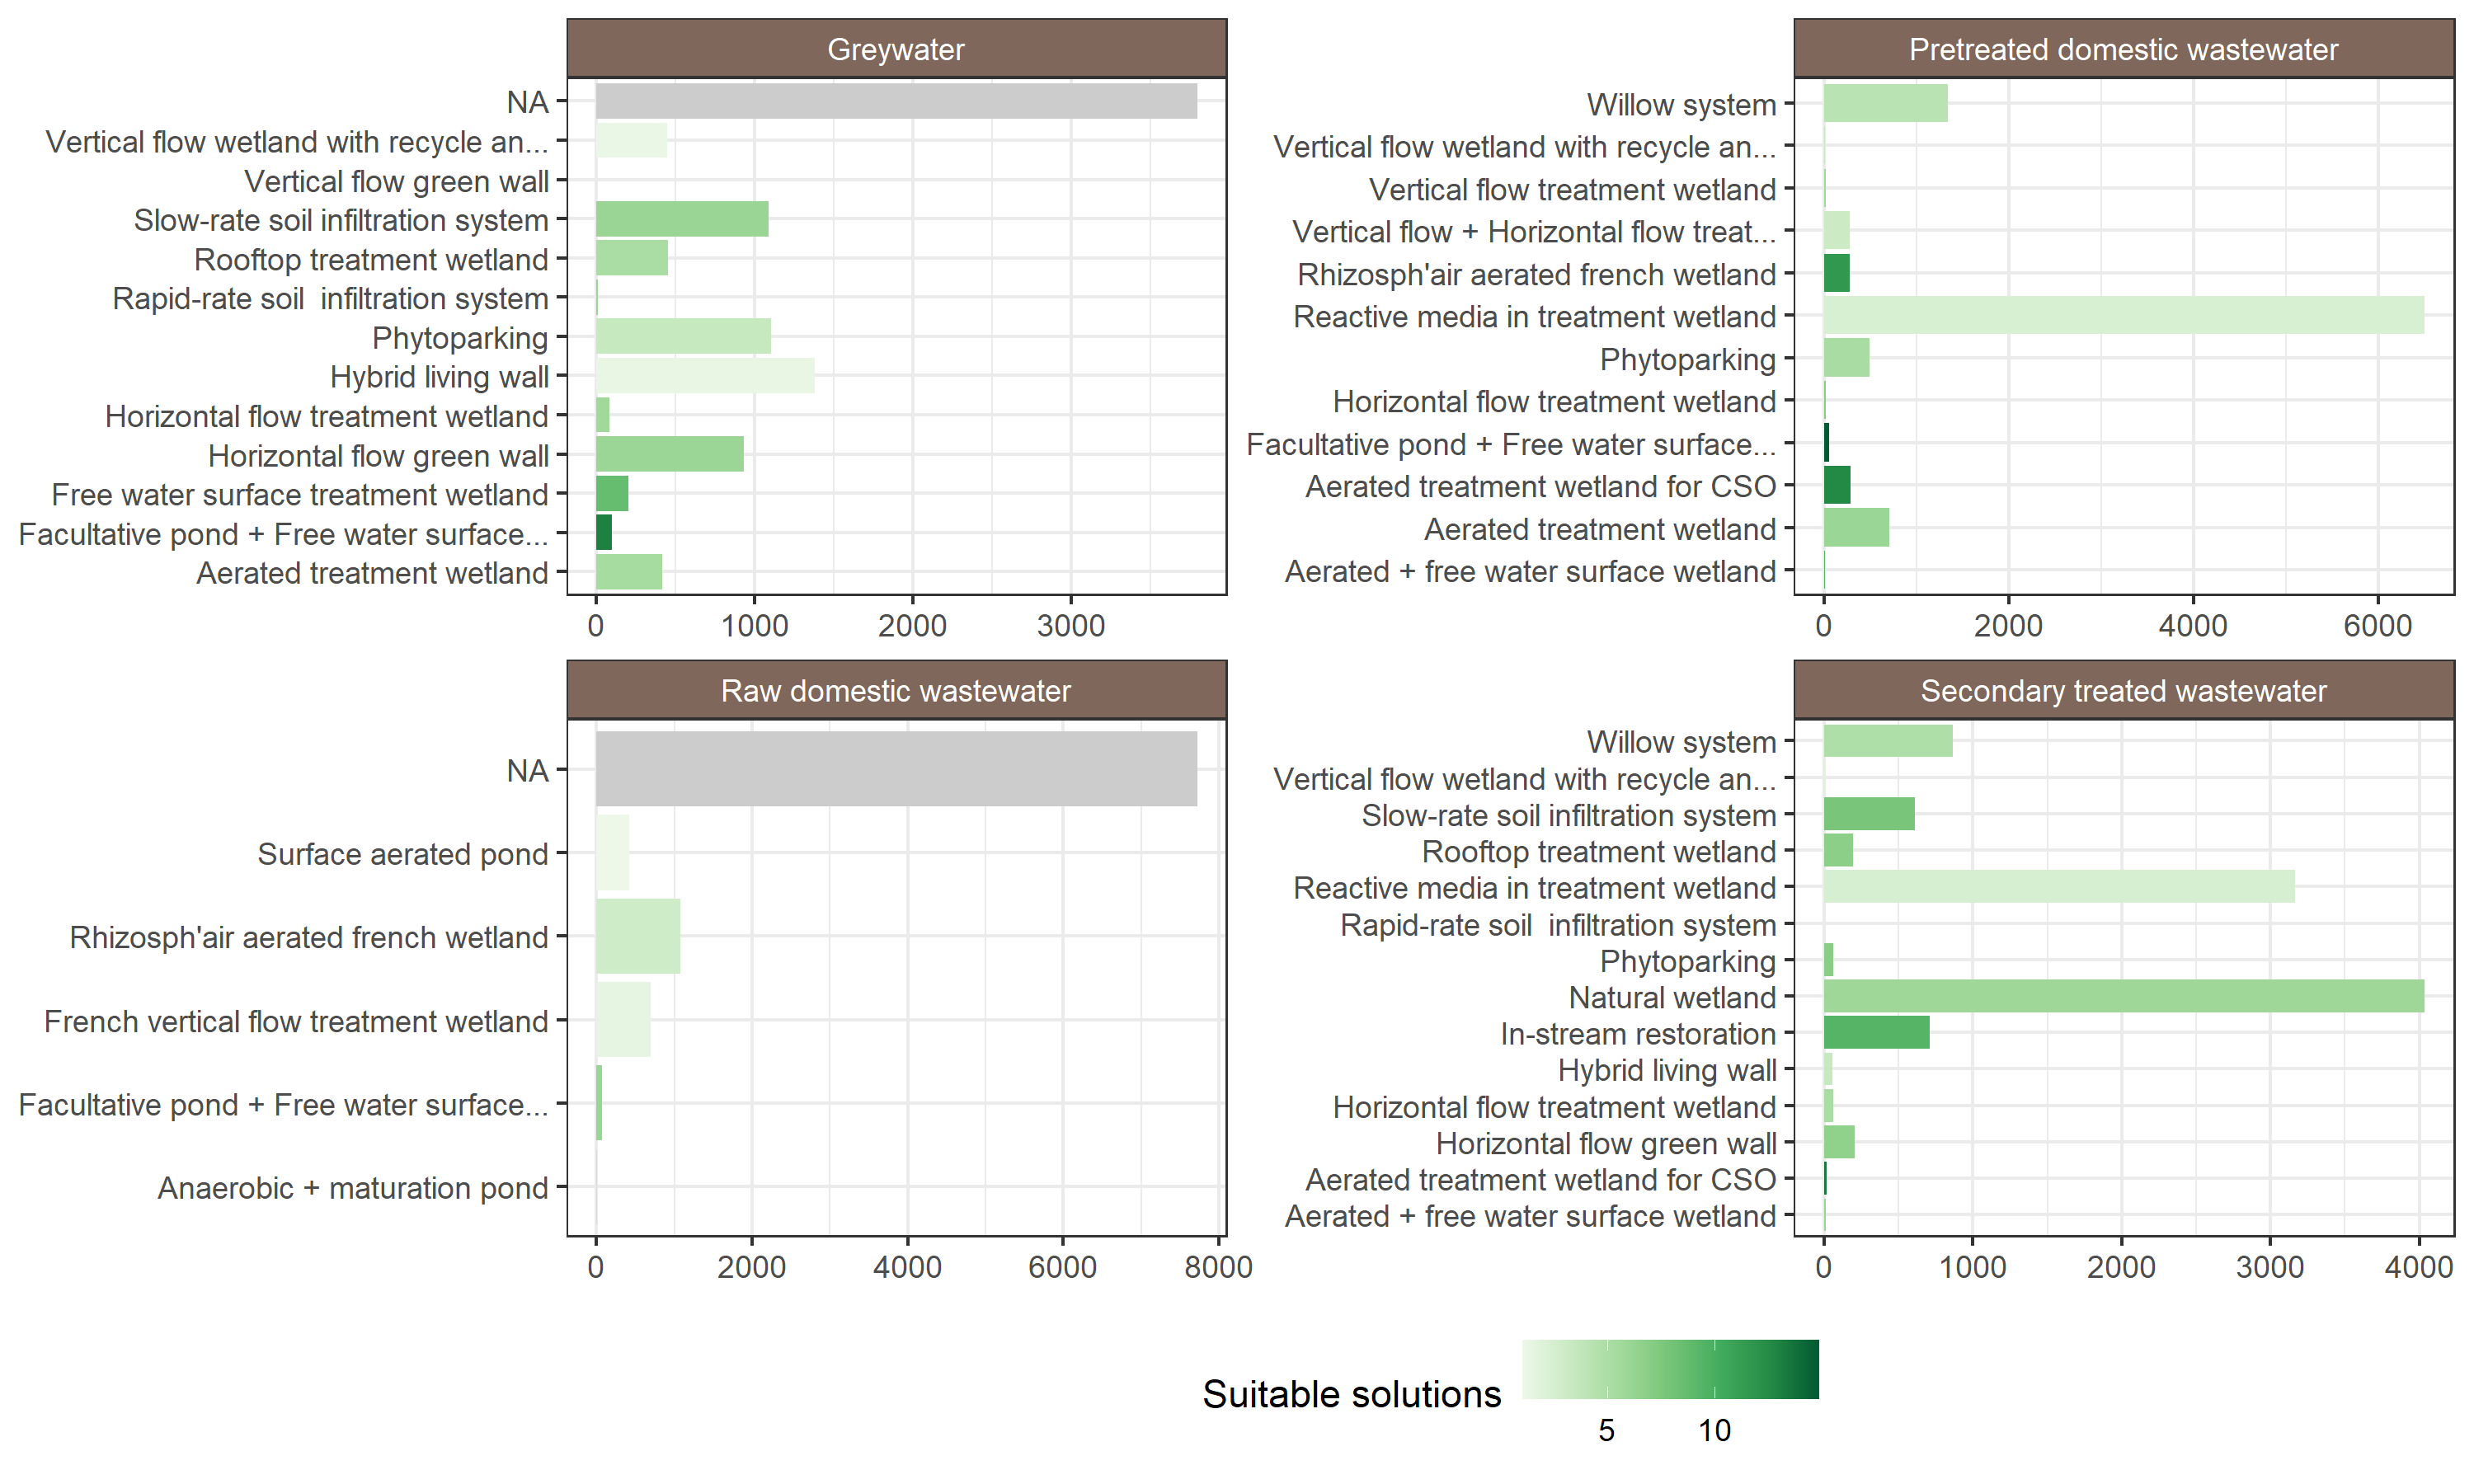 Greywater
NA
Vertical flow wetland with recycle an...
Vertical flow green wall
Slow-rate soil infiltration system
Rooftop treatment wetland
Rapid-rate soil  infiltration system
Phytoparking
Hybrid living wall
Horizontal flow treatment wetland
Horizontal flow green wall
Free water surface treatment wetland
Facultative pond + Free water surface...
Aerated treatment wetland
0 1000 2000 3000
Pretreated domestic wastewater
Willow system
Vertical flow wetland with recycle an...
Vertical flow treatment wetland
Vertical flow + Horizontal flow treat...
Rhizosph'air aerated french wetland
Reactive media in treatment wetland
Phytoparking
Horizontal flow treatment wetland
Facultative pond + Free water surface...
Aerated treatment wetland for CSO
Aerated treatment wetland
Aerated + free water surface wetland
0 2000 4000 6000
Raw domestic wastewater
NA
Surface aerated pond
Rhizosph'air aerated french wetland
French vertical flow treatment wetland
Facultative pond + Free water surface...
Anaerobic + maturation pond
0 2000 4000 6000 8000
Secondary treated wastewater
Willow system
Vertical flow wetland with recycle an...
Slow-rate soil infiltration system
Rooftop treatment wetland
Reactive media in treatment wetland
Rapid-rate soil  infiltration system
Phytoparking
Natural wetland
In-stream restoration
Hybrid living wall
Horizontal flow treatment wetland
Horizontal flow green wall
Aerated treatment wetland for CSO
Aerated + free water surface wetland
0 1000 2000 3000 4000
Suitable solutions
5 10